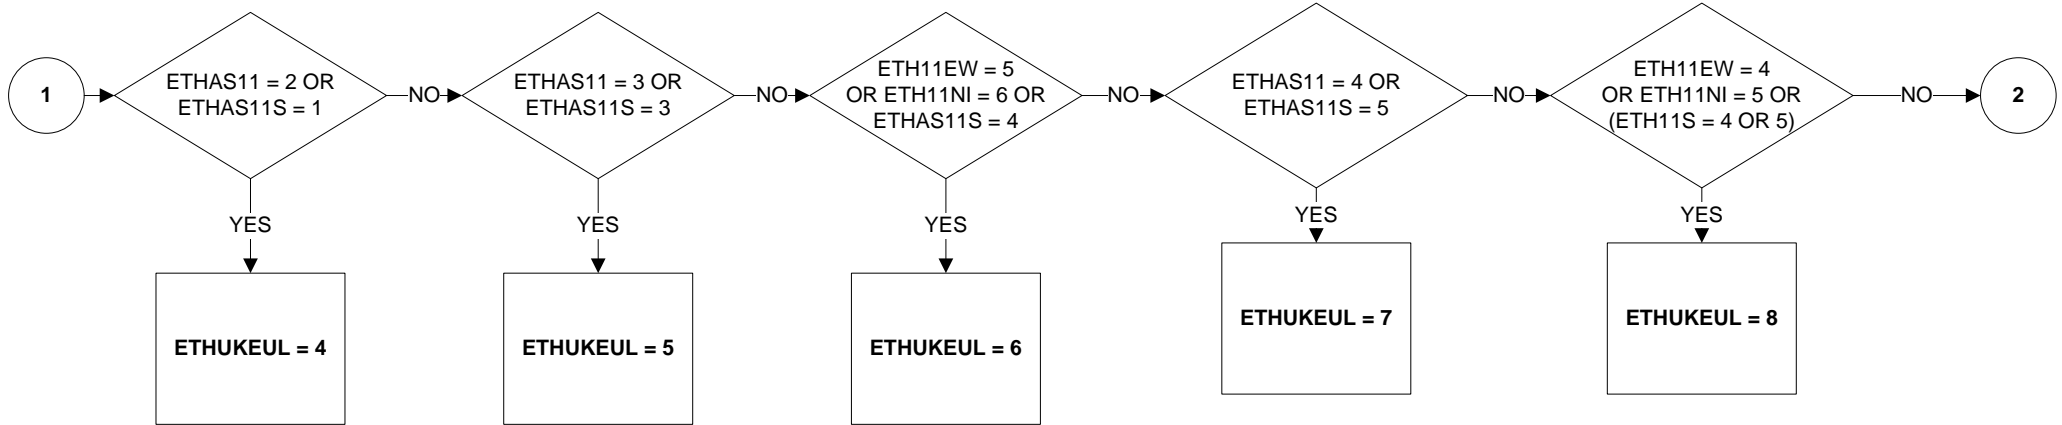 1
ETHAS11 = 2 OR
ETHAS11S = 1
NO
ETHAS11 = 3 OR
ETHAS11S = 3
NO
ETH11EW = 5
OR ETH11NI = 6 OR
ETHAS11S = 4
NO
ETHAS11 = 4 OR
ETHAS11S = 5
NO
ETH11EW = 4
OR ETH11NI = 5 OR
(ETH11S = 4 OR 5)
NO
2
YES
YES
YES
YES
YES
ETHUKEUL = 4
ETHUKEUL = 5
ETHUKEUL = 6
ETHUKEUL = 7
ETHUKEUL = 8